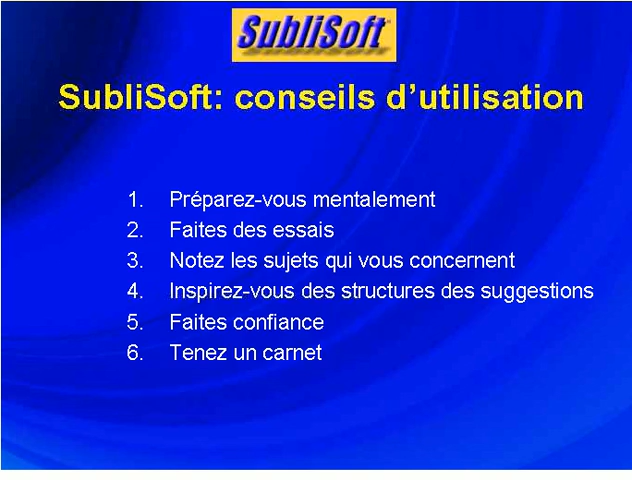 SubliSoft
SubliSoft: conseils d'utilisation
1. Préparez-vous mentalement
2. Faites des essais
3. Notez les sujets qui vous concernent
4. Inspirez-vous des structures des suggestions
5. Faites confiance
6. Tenez un carnet